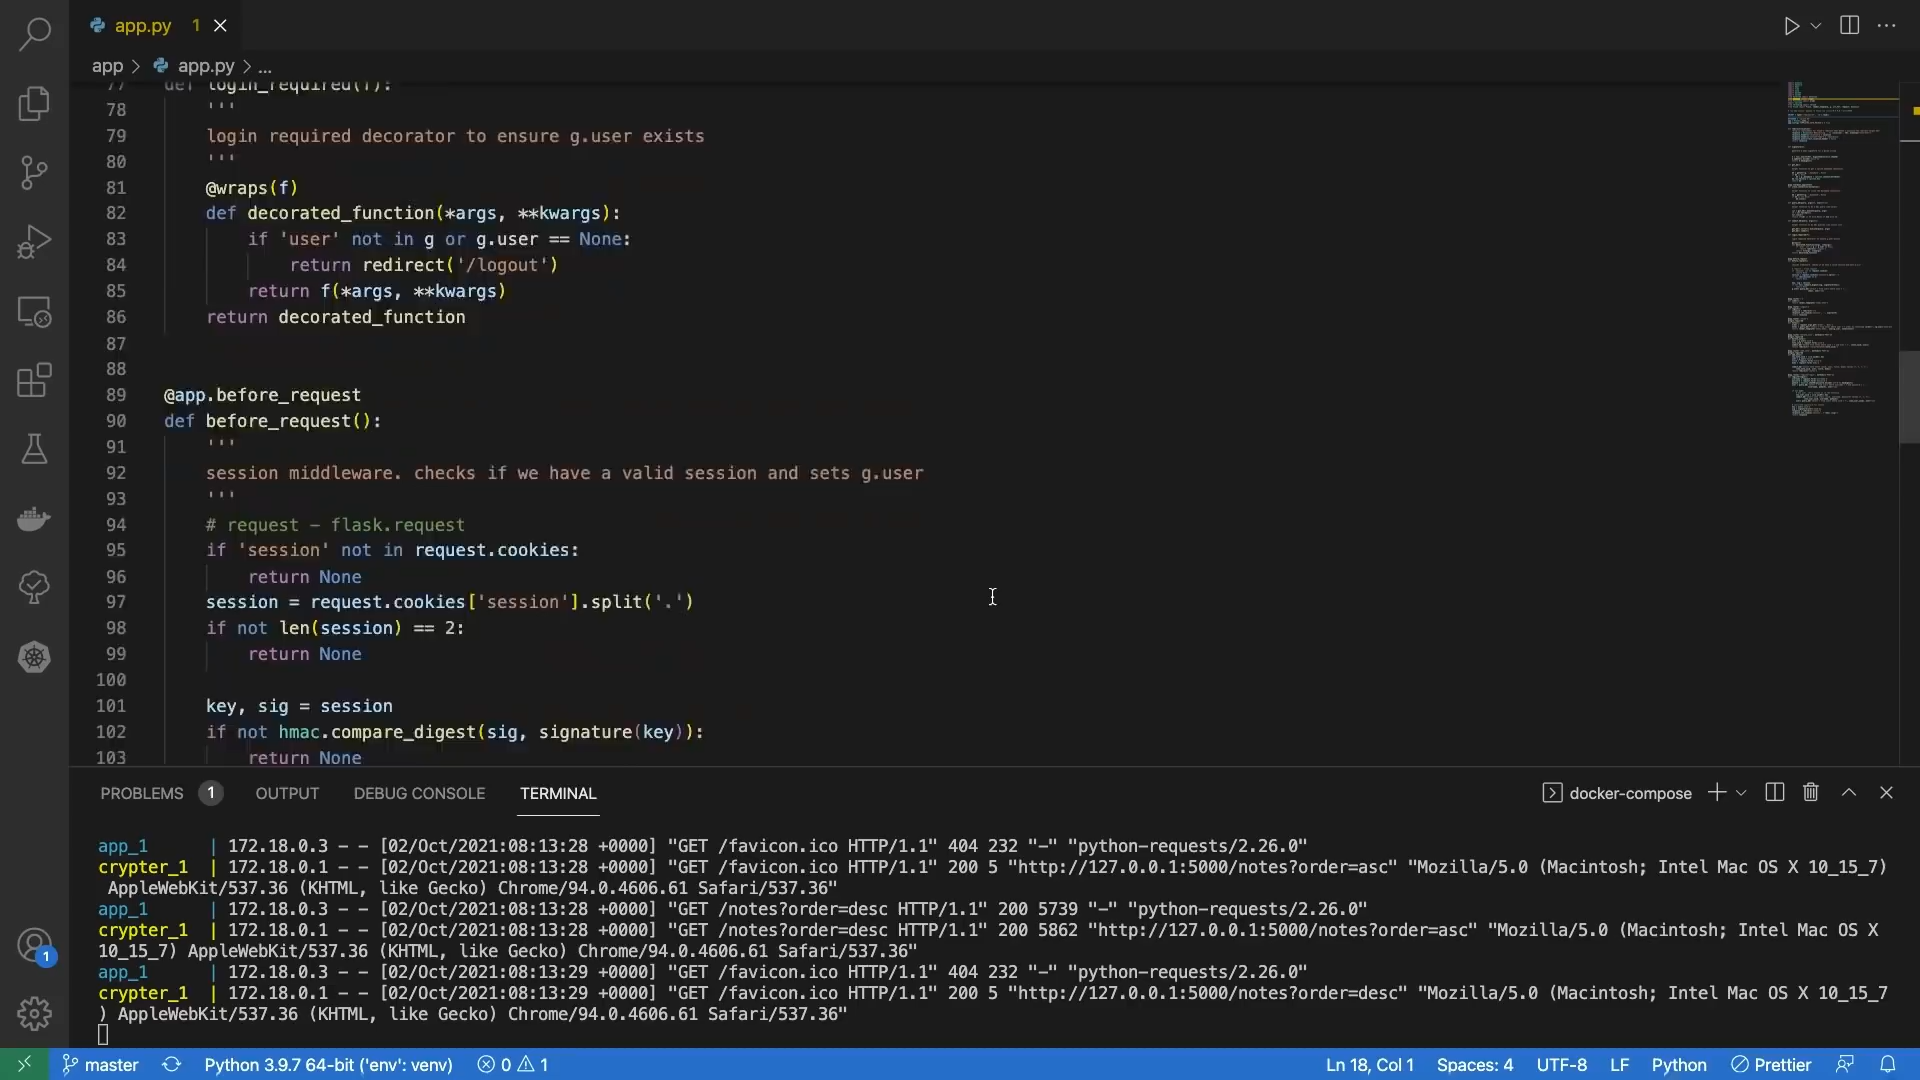 app.py 1
app > app.py > ...
77 def login_required(f):
78 '''
79 login required decorator to ensure g.user exists
80 '''
81 @wraps(f)
82 def decorated_function(*args, **kwargs):
83 if 'user' not in g or g.user == None:
84 return redirect('/logout')
85 return f(*args, **kwargs)
86 return decorated_function
87
88
89 @app.before_request
90 def before_request():
91 '''
92 session middleware. checks if we have a valid session and sets g.user
93 '''
94 # request – flask.request
95 if 'session' not in request.cookies:
96 return None
97 session = request.cookies['session'].split('.')
98 if not len(session) == 2:
99 return None
100
101 key, sig = session
102 if not hmac.compare_digest(sig, signature(key)):
103 return None
PROBLEMS 1 OUTPUT DEBUG CONSOLE TERMINAL docker-compose
app_1 | 172.18.0.3 - - [02/Oct/2021:08:13:28 +0000] "GET /favicon.ico HTTP/1.1" 404 232 "-" "python-requests/2.26.0"
crypter_1 | 172.18.0.1 - - [02/Oct/2021:08:13:28 +0000] "GET /favicon.ico HTTP/1.1" 200 5 "http://127.0.0.1:5000/notes?order=asc" "Mozilla/5.0 (Macintosh; Intel Mac OS X 10_15_7)
AppleWebKit/537.36 (KHTML, like Gecko) Chrome/94.0.4606.61 Safari/537.36"
app_1 | 172.18.0.3 - - [02/Oct/2021:08:13:28 +0000] "GET /notes?order=desc HTTP/1.1" 200 5739 "-" "python-requests/2.26.0"
crypter_1 | 172.18.0.1 - - [02/Oct/2021:08:13:28 +0000] "GET /notes?order=desc HTTP/1.1" 200 5862 "http://127.0.0.1:5000/notes?order=asc" "Mozilla/5.0 (Macintosh; Intel Mac OS X
10_15_7) AppleWebKit/537.36 (KHTML, like Gecko) Chrome/94.0.4606.61 Safari/537.36"
app_1 | 172.18.0.3 - - [02/Oct/2021:08:13:29 +0000] "GET /favicon.ico HTTP/1.1" 404 232 "-" "python-requests/2.26.0"
crypter_1 | 172.18.0.1 - - [02/Oct/2021:08:13:29 +0000] "GET /favicon.ico HTTP/1.1" 200 5 "http://127.0.0.1:5000/notes?order=desc" "Mozilla/5.0 (Macintosh; Intel Mac OS X 10_15_7
) AppleWebKit/537.36 (KHTML, like Gecko) Chrome/94.0.4606.61 Safari/537.36"
1
master Python 3.9.7 64-bit ('env': venv) 0 1 Ln 18, Col 1 Spaces: 4 UTF-8 LF Python Prettier